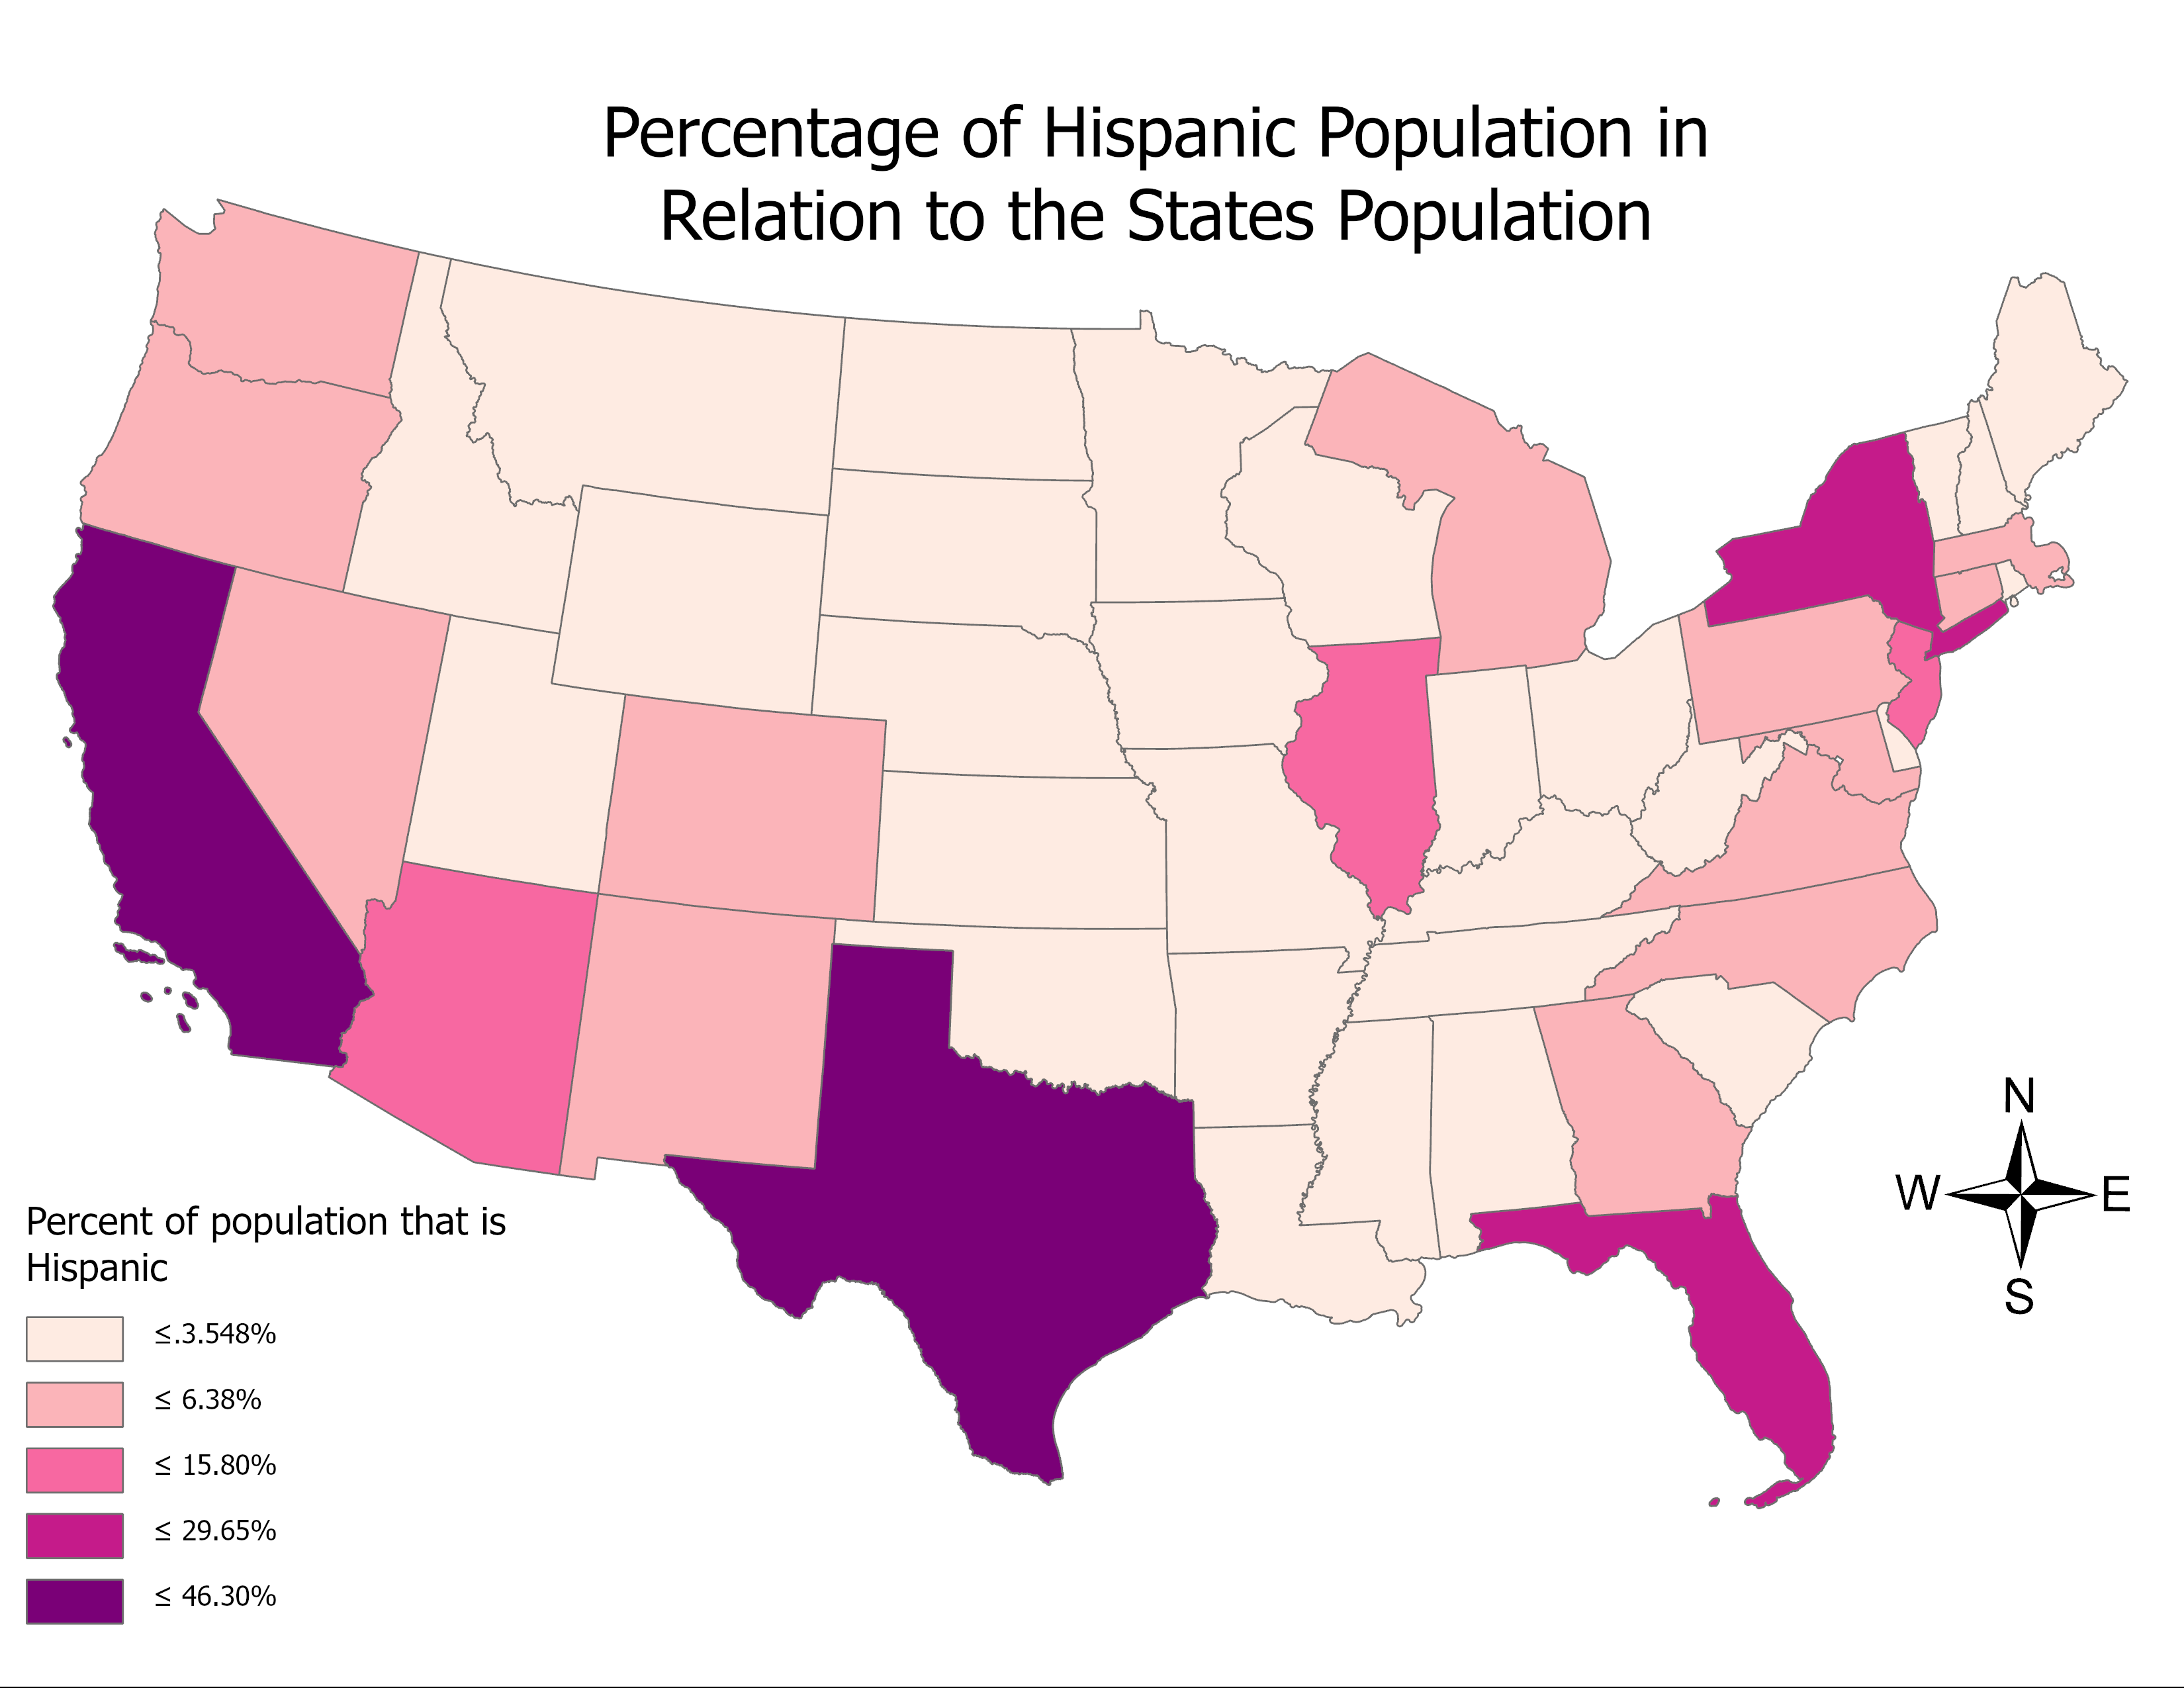 Percentage of Hispanic Population in
Relation to the States Population
N
W E
S
Percent of population that is
Hispanic
≤.3.548%
≤ 6.38%
≤ 15.80%
≤ 29.65%
≤ 46.30%